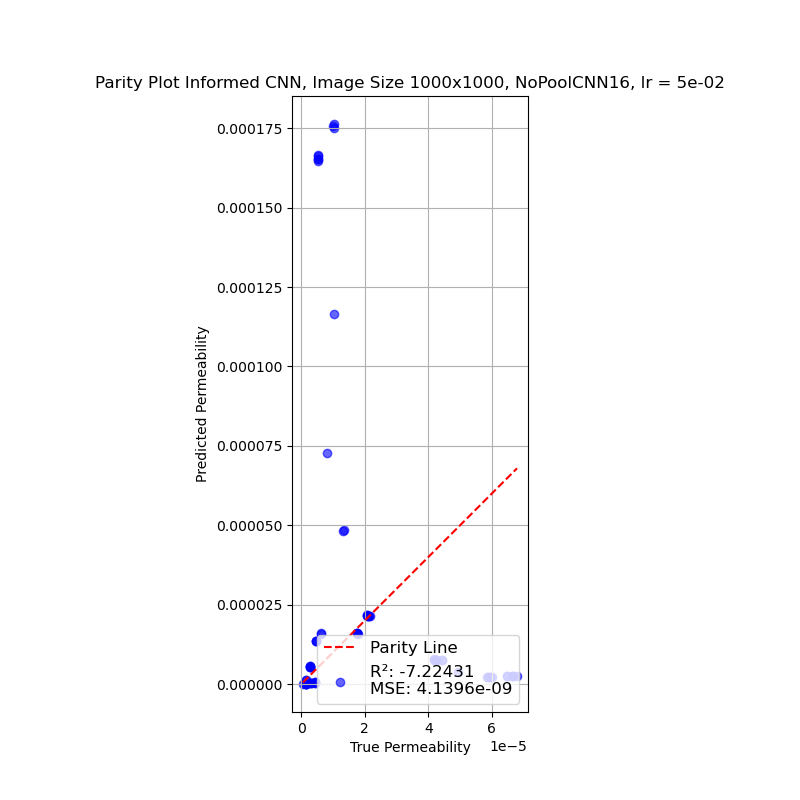 Parity Plot Informed CNN, Image Size 1000x1000, NoPoolCNN16, lr = 5e-02
0.000175
0.000150
0.000125
0.000100
0.000075
0.000050
0.000025
0.000000
Predicted Permeability
Parity Line
R²: -7.22431
MSE: 4.1396e-09
0 2 4 6
1e−5
True Permeability